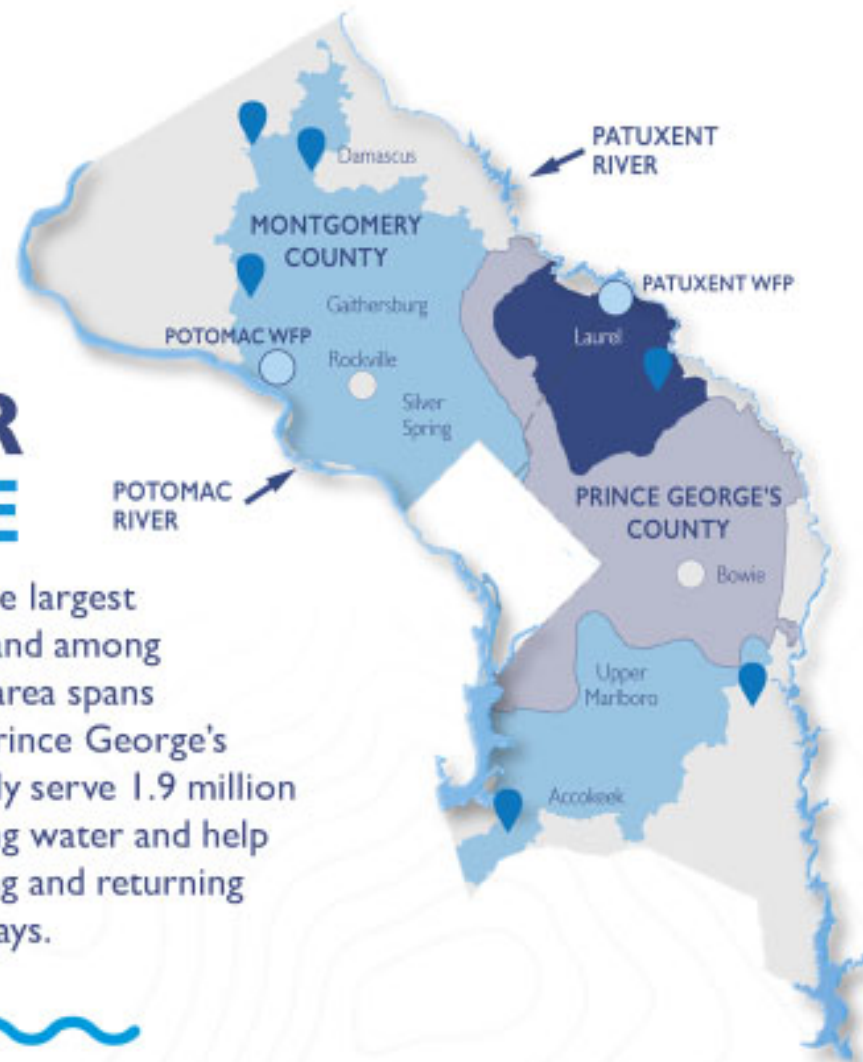 PATUXENT
RIVER
Damascus
MONTGOMERY
COUNTY
PATUXENT WFP
Gaithersburg
POTOMAC WFP
Laurel
Rockville
Silver
Spring
R
E
POTOMAC
RIVER
PRINCE GEORGE'S
COUNTY
Bowie
e largest
and among
area spans
rince George's
ly serve 1.9 million
ng water and help
g and returning
ays.
Upper
Marlboro
Accokeek